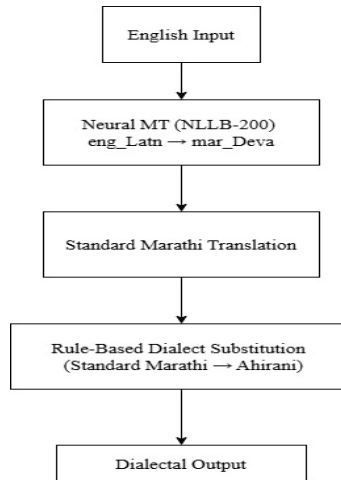 English Input
Neural MT (NLLB-200)
eng_Latn → mar_Deva
Standard Marathi Translation
Rule-Based Dialect Substitution
(Standard Marathi → Ahirani)
Dialectal Output